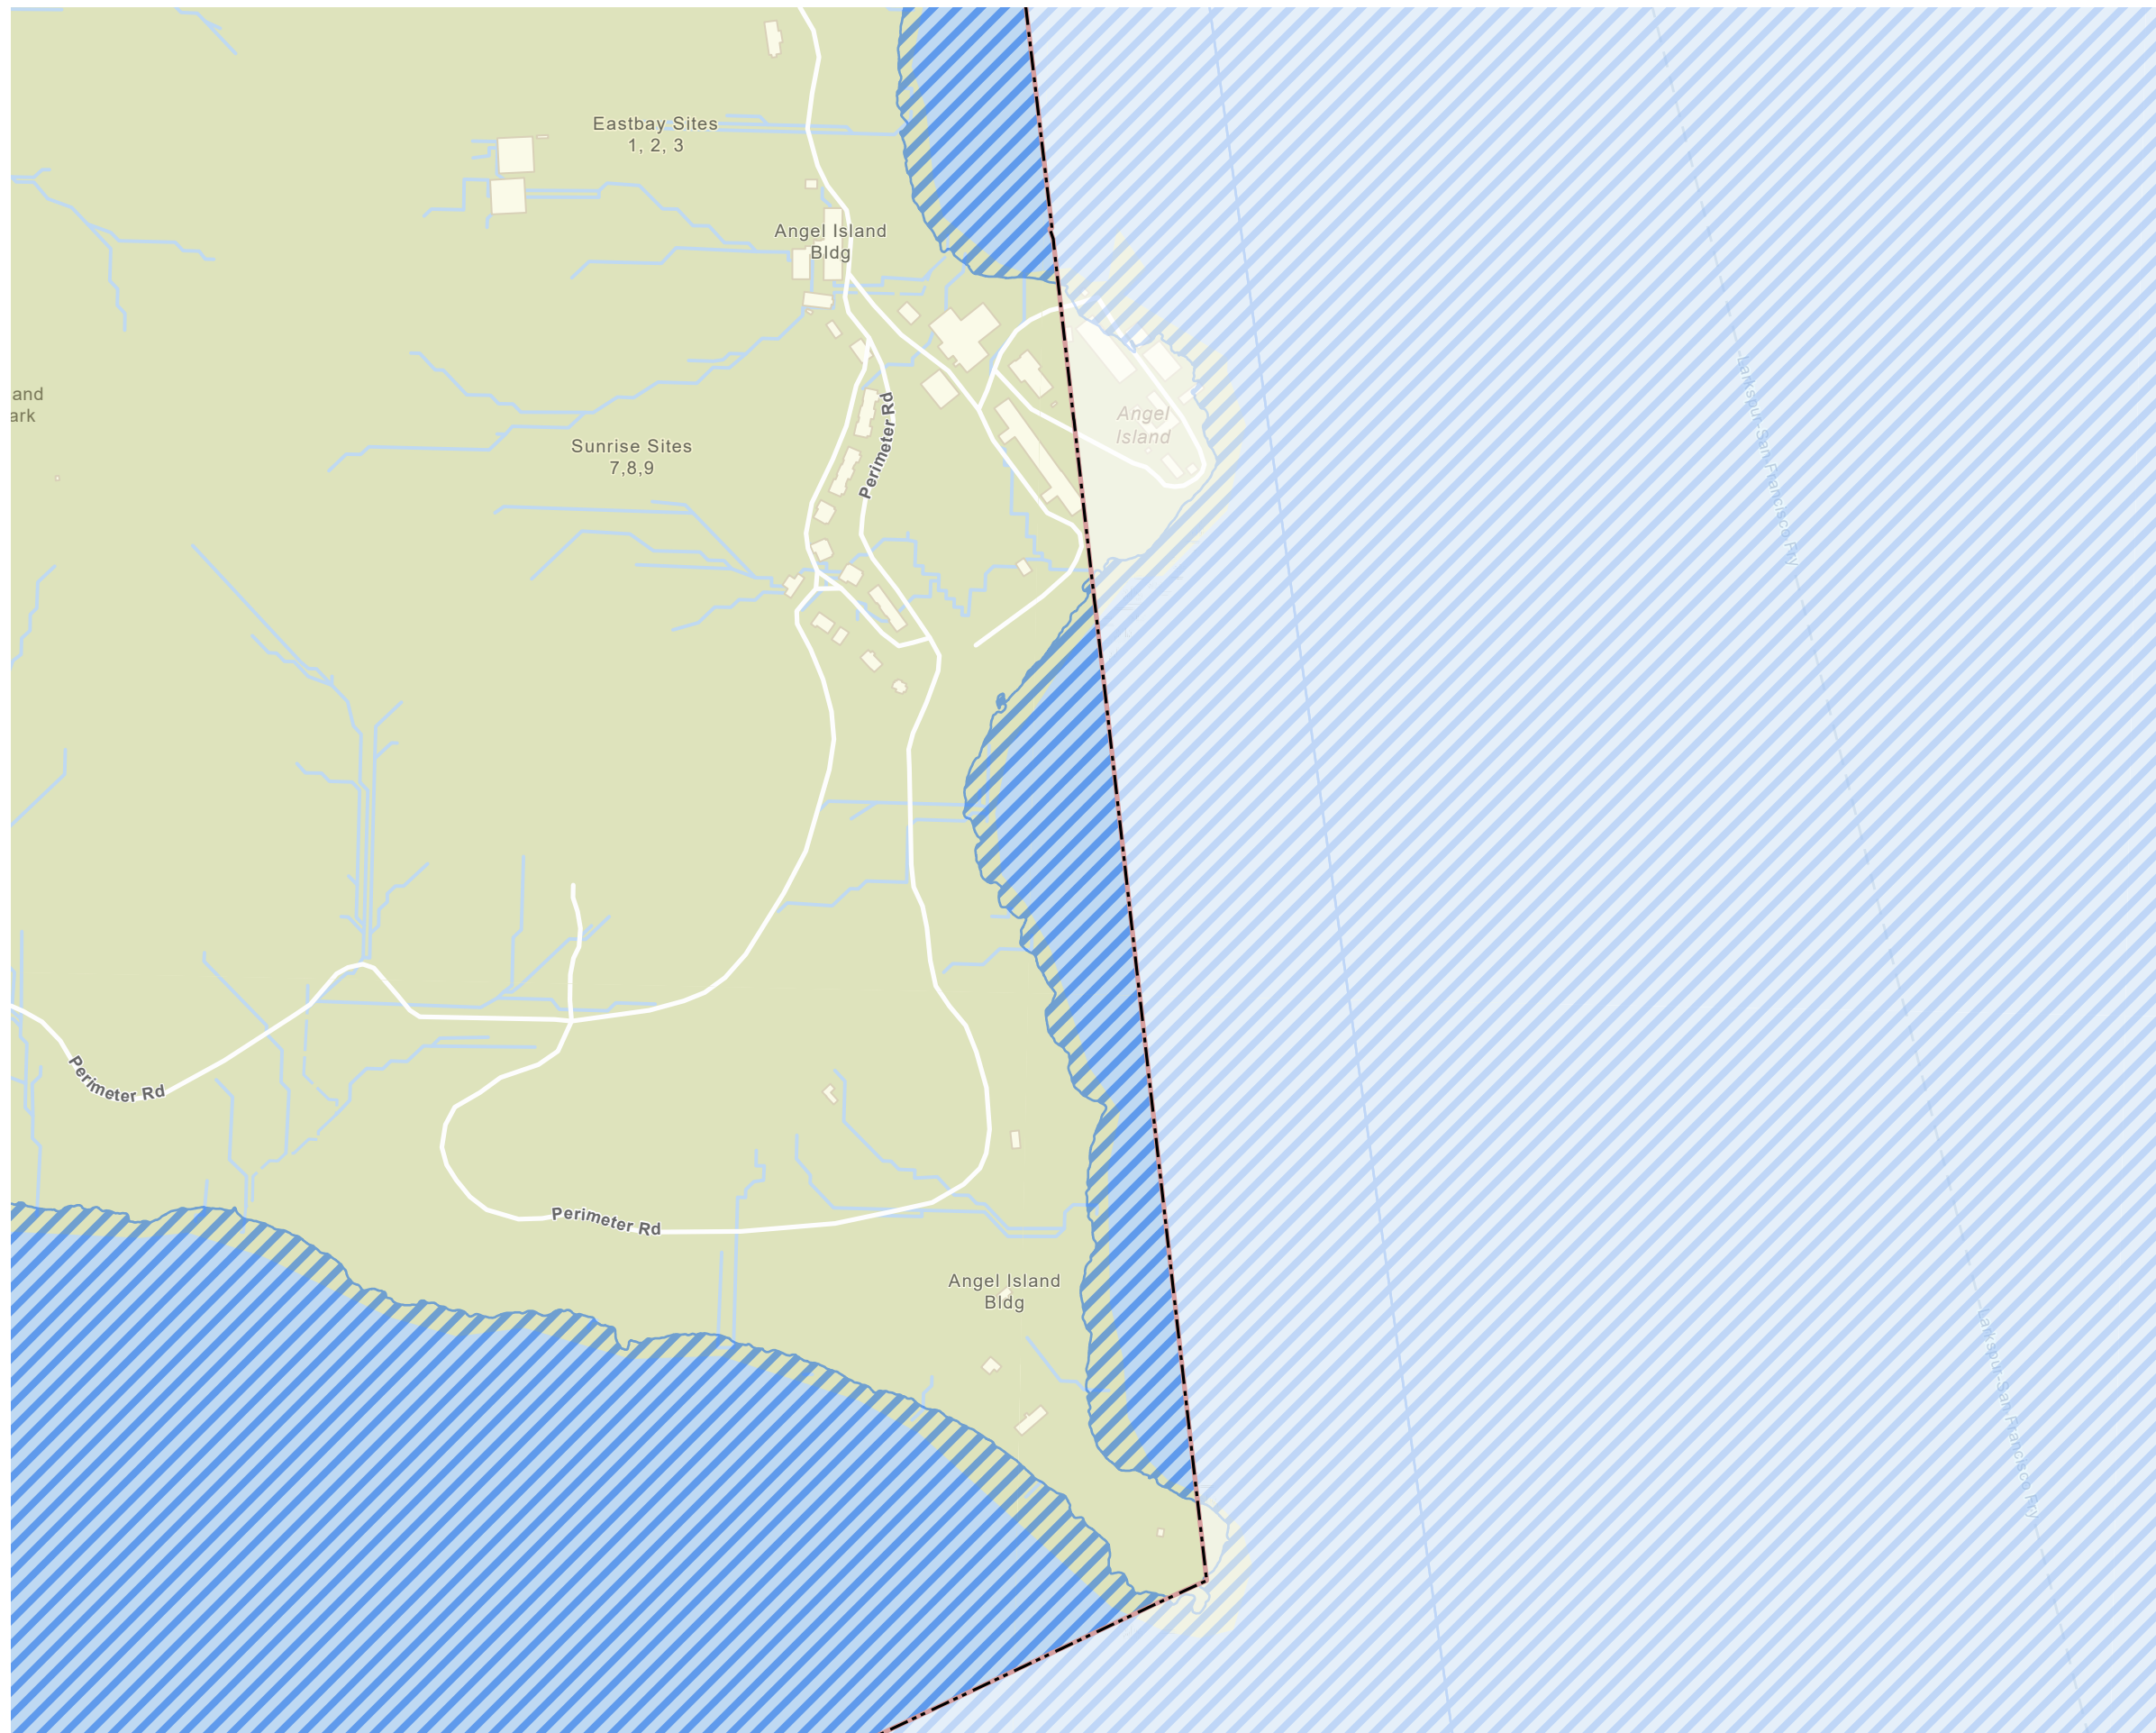 Eastbay Sites
1, 2, 3
Angel Island
Bldg
and
ark
Angel
Island
Larkspur-San Francisco Fry
Perimeter Rd
Sunrise Sites
7,8,9
Perimeter Rd
Perimeter Rd
Angel Island
Bldg
Larkspur-San Francisco Fry